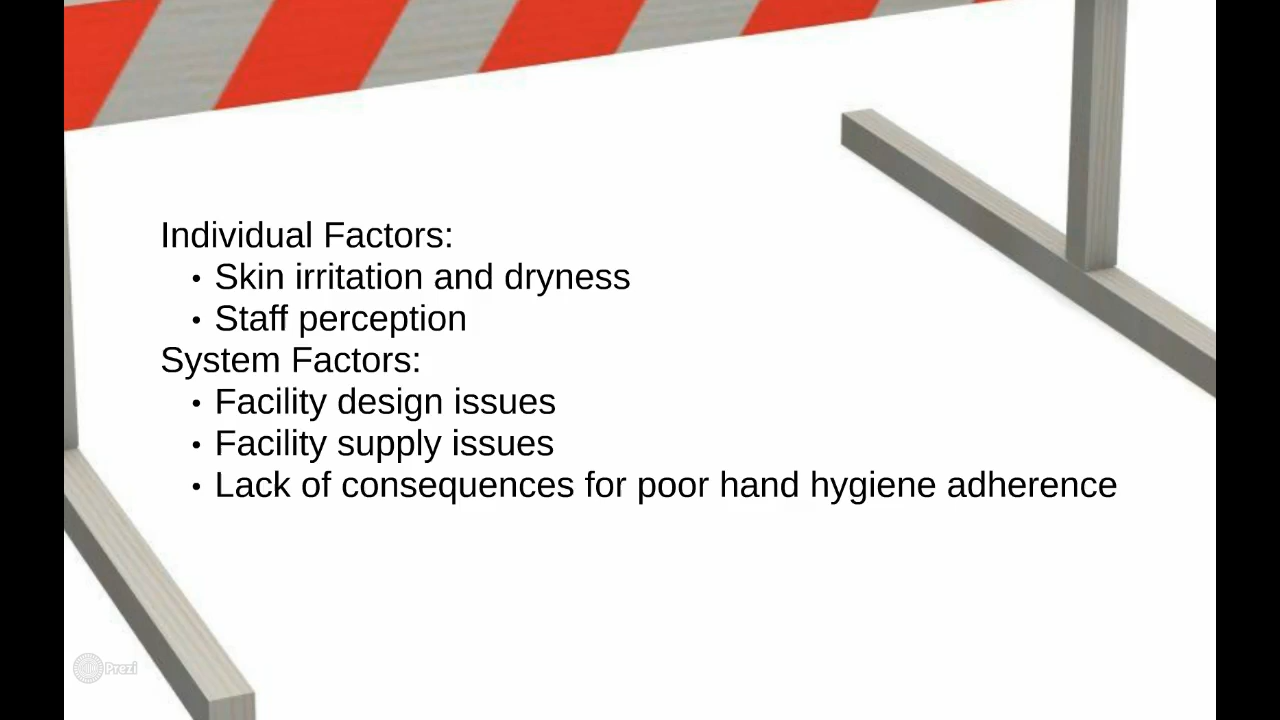 Individual Factors:
• Skin irritation and dryness
• Staff perception
System Factors:
• Facility design issues
• Facility supply issues
• Lack of consequences for poor hand hygiene adherence
Prezi